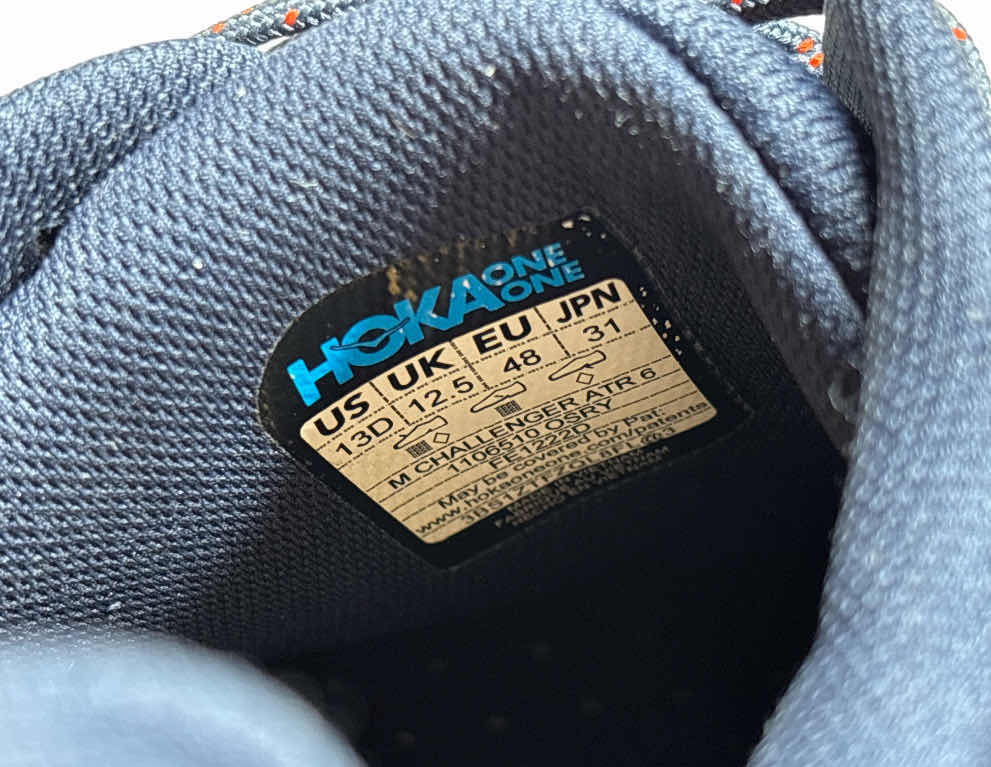 HOKA ONE ONE
US UK EU JPN
13D 12.5 48 31
M CHALLENGER ATR 6
1106510 OSRY
FE1222D
May be covered by Pat:
www.hokaoneone.com/patents